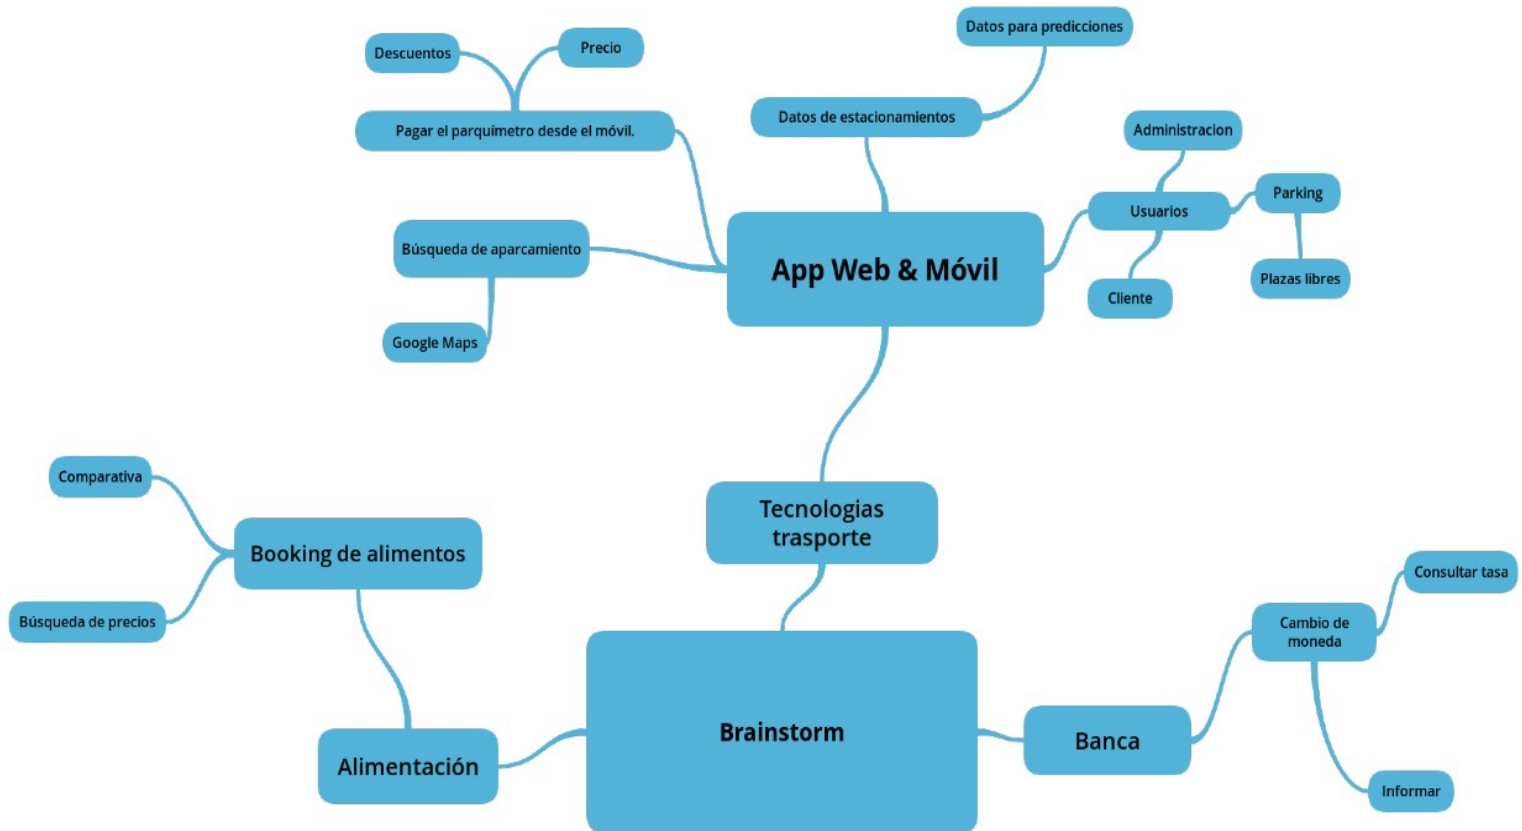 Datos para predicciones
Descuentos
Precio
Pagar el parquímetro desde el móvil.
Datos de estacionamientos
Administracion
Usuarios
Parking
Búsqueda de aparcamiento
App Web & Móvil
Plazas libres
Cliente
Google Maps
Comparativa
Tecnologias
trasporte
Booking de alimentos
Consultar tasa
Búsqueda de precios
Cambio de
moneda
Brainstorm
Banca
Alimentación
Informar